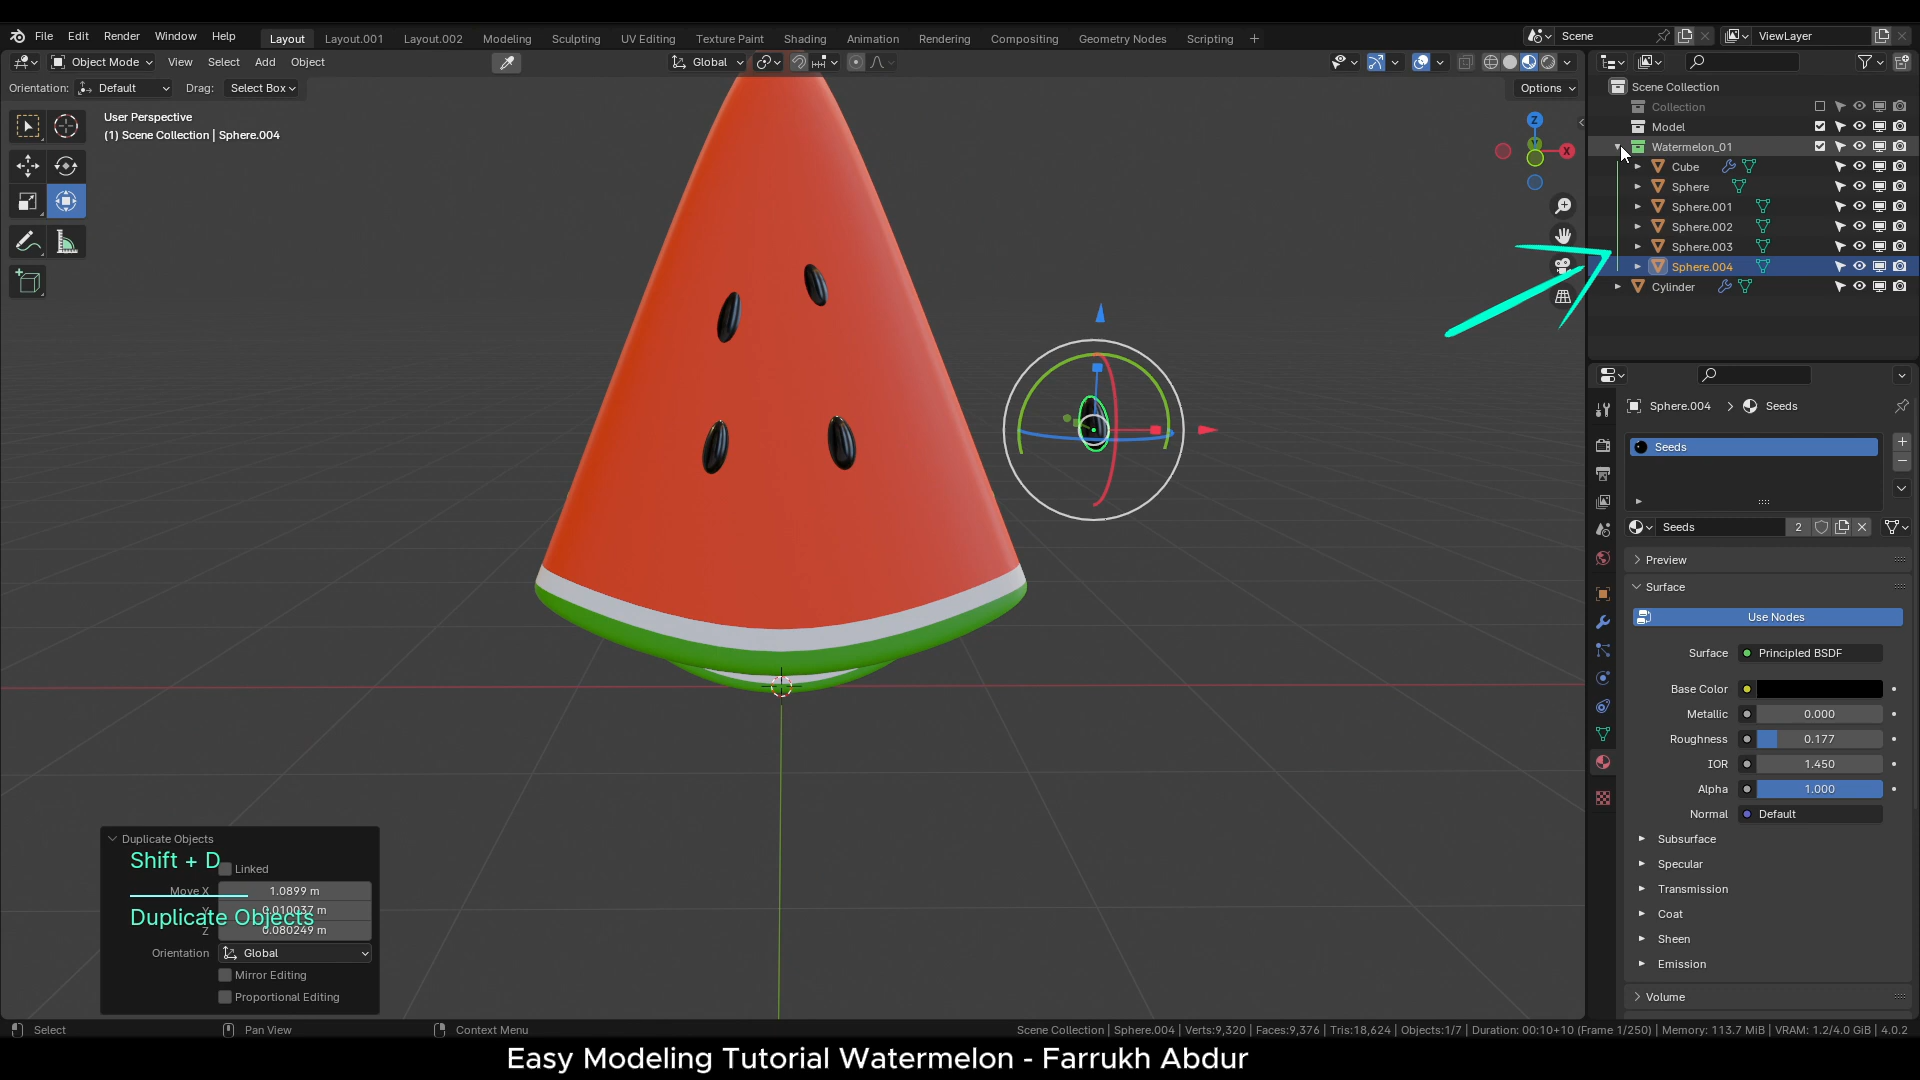 File Edit Render Window Help Layout Layout.001 Layout.002 Modeling Sculpting UV Editing Texture Paint Shading Animation Rendering Compositing Geometry Nodes Scripting + Scene ViewLayer
Object Mode View Select Add Object Global
Orientation: Default Drag: Select Box Options
User Perspective
(1) Scene Collection | Sphere.004
Z
X
Scene Collection
Collection
Model
Watermelon_01
Cube
Sphere
Sphere.001
Sphere.002
Sphere.003
Sphere.004
Cylinder
Sphere.004 > Seeds
Seeds
Seeds 2
Preview
Surface
Use Nodes
Surface Principled BSDF
Base Color
Metallic 0.000
Roughness 0.177
IOR 1.450
Alpha 1.000
Normal Default
Subsurface
Specular
Transmission
Coat
Sheen
Emission
Volume
Duplicate Objects
Shift + D
Linked
Move X 1.0899 m
Y 0.010037 m
Duplicate Objects
Z 0.080249 m
Orientation Global
Mirror Editing
Proportional Editing
Select Pan View Context Menu Scene Collection | Sphere.004 | Verts:9,320 | Faces:9,376 | Tris:18,624 | Objects:1/7 | Duration: 00:10+10 (Frame 1/250) | Memory: 113.7 MiB | VRAM: 1.2/4.0 GiB | 4.0.2
Easy Modeling Tutorial Watermelon - Farrukh Abdur